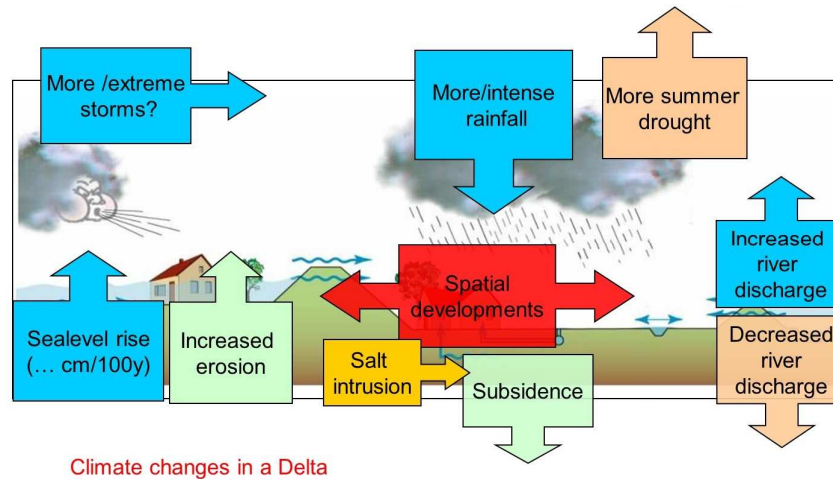 More /extreme
storms?
More/intense
rainfall
More summer
drought
Increased
river
discharge
Spatial
developments
Sealevel rise
(... cm/100y)
Increased
erosion
Salt
intrusion
Subsidence
Decreased
river
discharge
Climate changes in a Delta